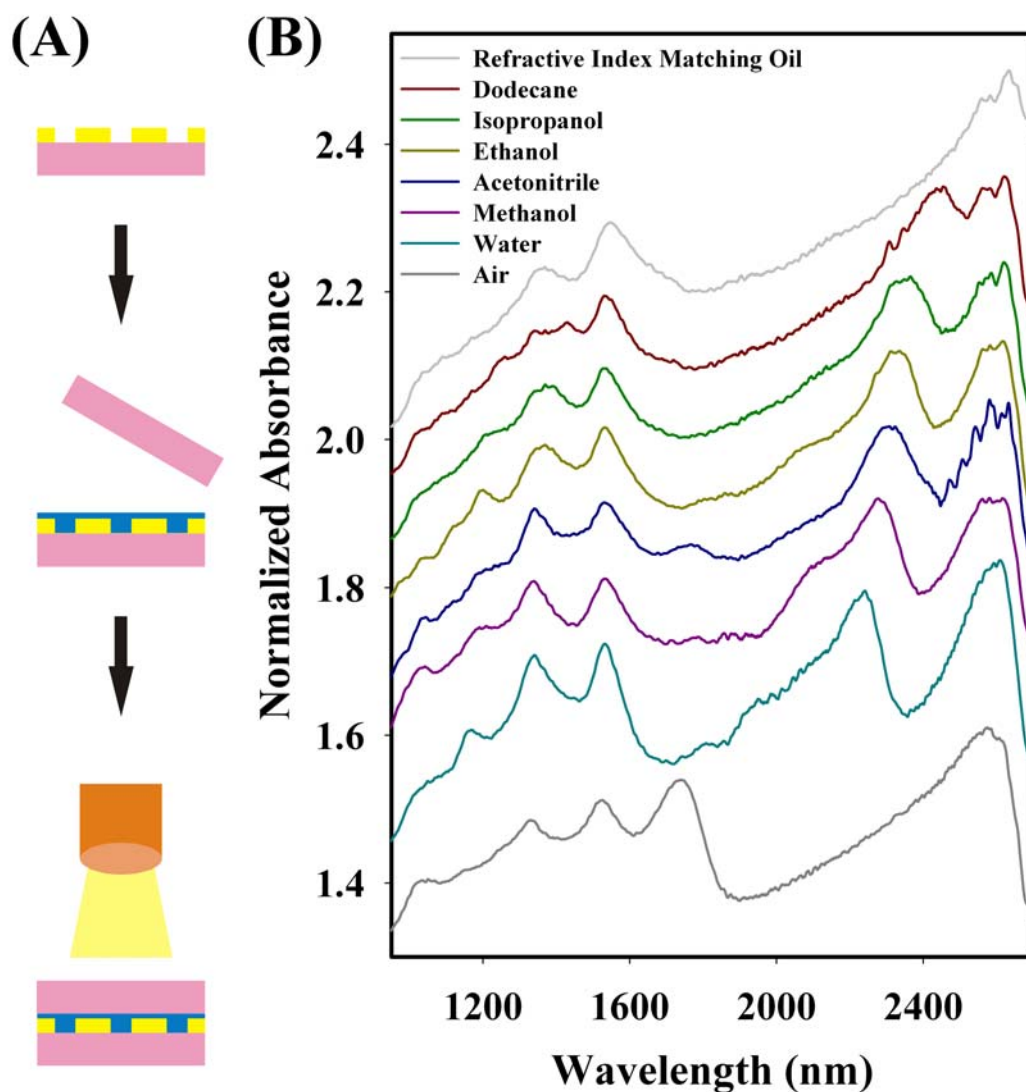 (A)
(B)
Refractive Index Matching Oil
Dodecane
Isopropanol
Ethanol
Acetonitrile
Methanol
Water
Air
Normalized Absorbance
2.4
2.2
2.0
1.8
1.6
1.4
1200 1600 2000 2400
Wavelength (nm)